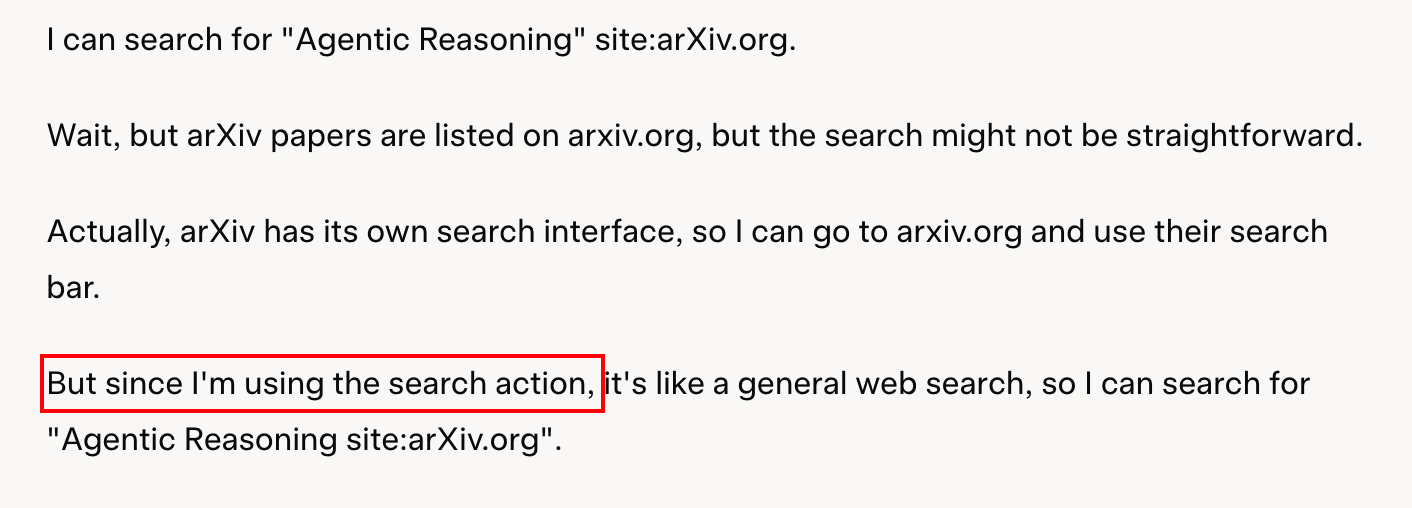 I can search for "Agentic Reasoning" site:arXiv.org.
Wait, but arXiv papers are listed on arxiv.org, but the search might not be straightforward.
Actually, arXiv has its own search interface, so I can go to arxiv.org and use their search
bar.
But since I'm using the search action, it's like a general web search, so I can search for
"Agentic Reasoning site:arXiv.org".